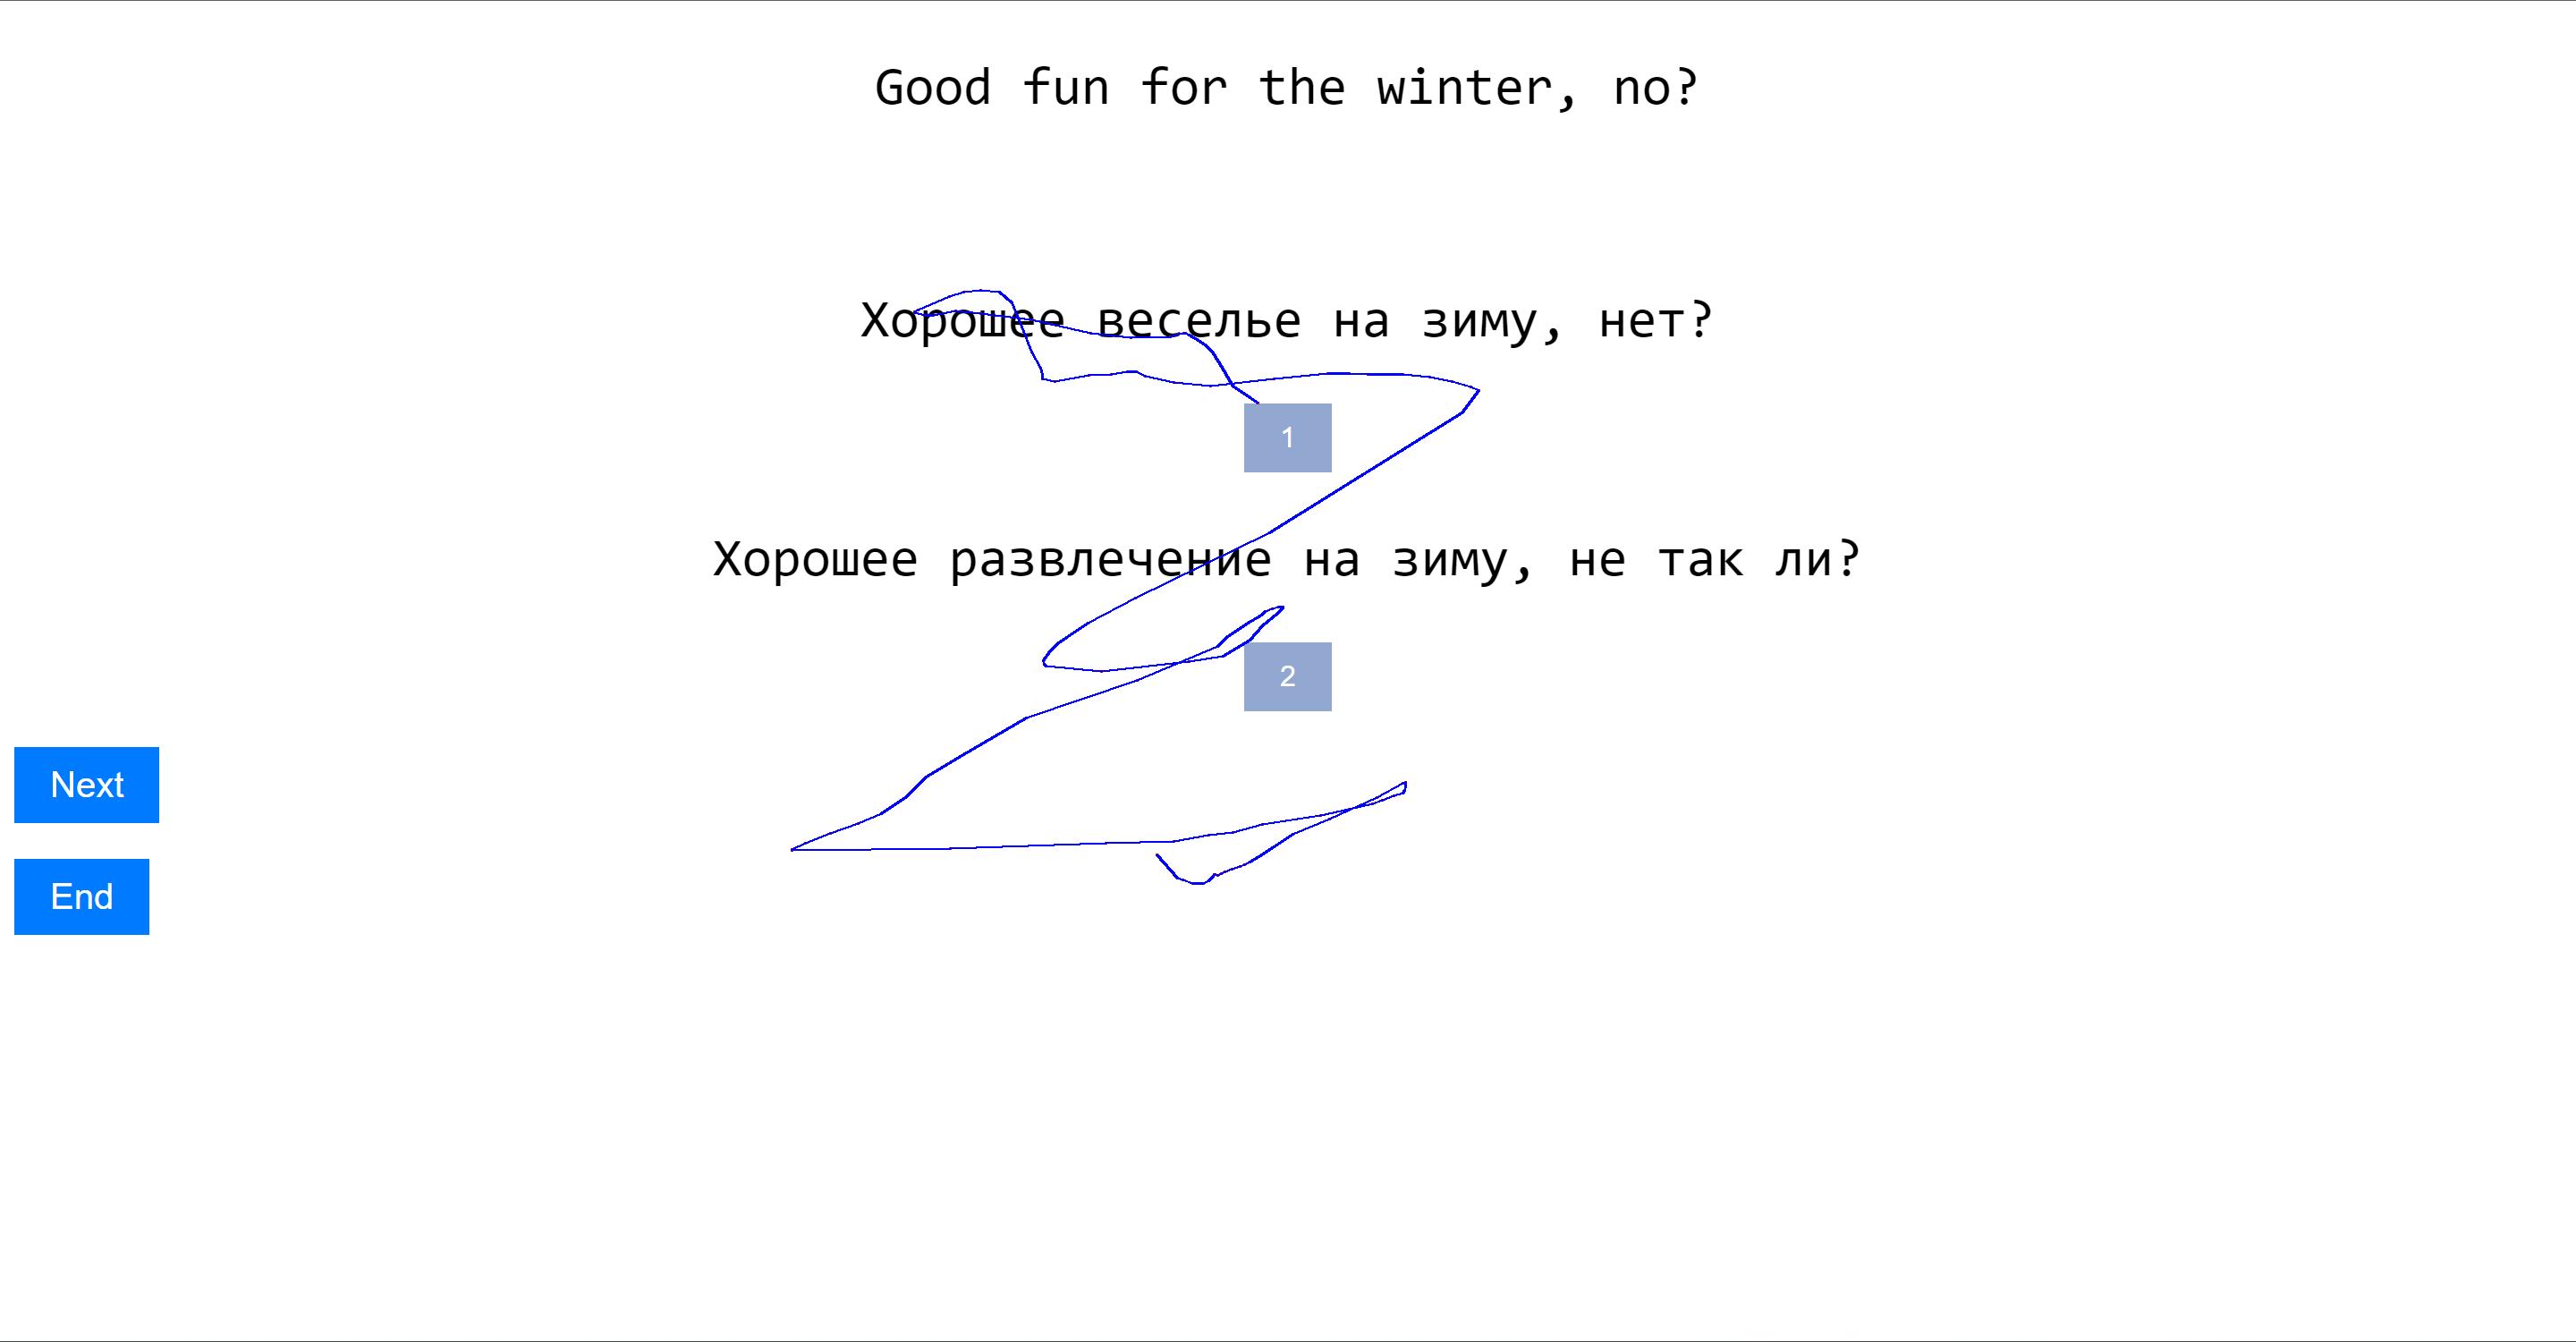 Good fun for the winter, no?
Хорошее веселье на зиму, нет?
1
Хорошее развлечение на зиму, не так ли?
2
Next
End